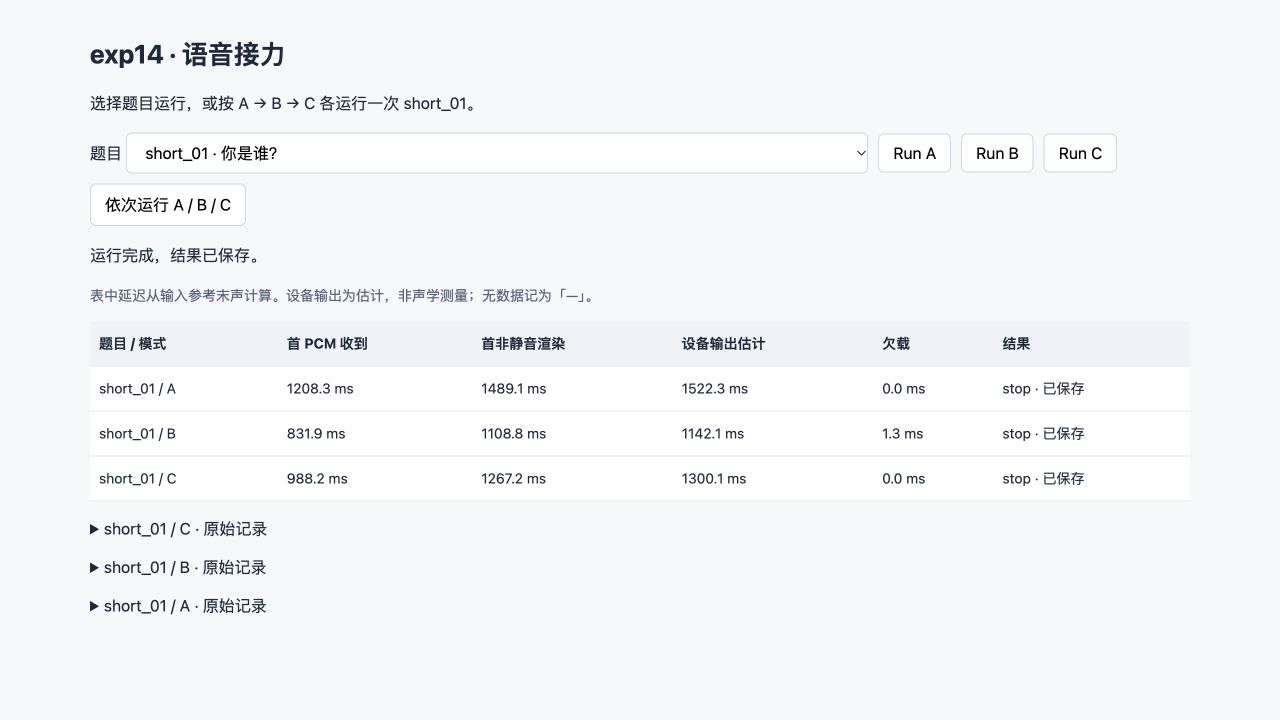 exp14 · 语音接力
选择题目运行，或按 A → B → C 各运行一次 short_01。
题目 short_01 · 你是谁? Run A Run B Run C
依次运行 A / B / C
运行完成，结果已保存。
表中延迟从输入参考末声计算。设备输出为估计，非声学测量；无数据记为「—」。
题目 / 模式 首 PCM 收到 首非静音渲染 设备输出估计 欠载 结果
short_01 / A 1208.3 ms 1489.1 ms 1522.3 ms 0.0 ms stop · 已保存
short_01 / B 831.9 ms 1108.8 ms 1142.1 ms 1.3 ms stop · 已保存
short_01 / C 988.2 ms 1267.2 ms 1300.1 ms 0.0 ms stop · 已保存
▶ short_01 / C · 原始记录
▶ short_01 / B · 原始记录
▶ short_01 / A · 原始记录